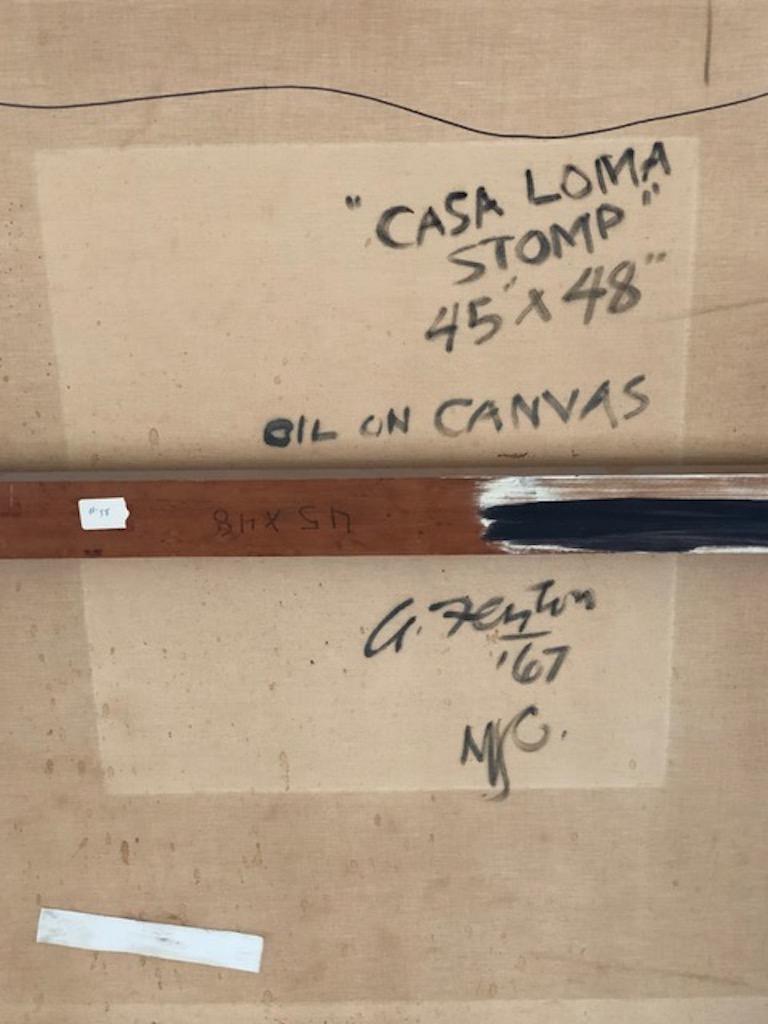 "CASA LOMA
STOMP"
45" X 48"
OIL ON CANVAS
45 X 48
A. Fenton
'67
NYC.